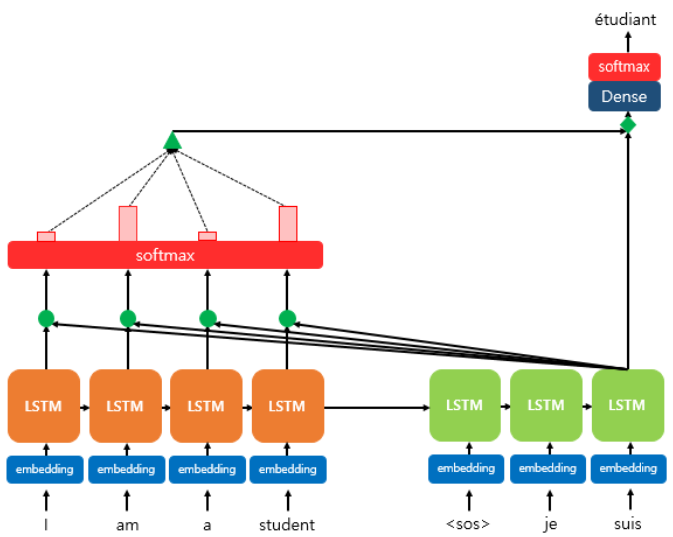 étudiant
softmax
Dense
softmax
LSTM LSTM LSTM LSTM LSTM LSTM LSTM
embedding embedding embedding embedding embedding embedding embedding
I am a student <sos> je suis